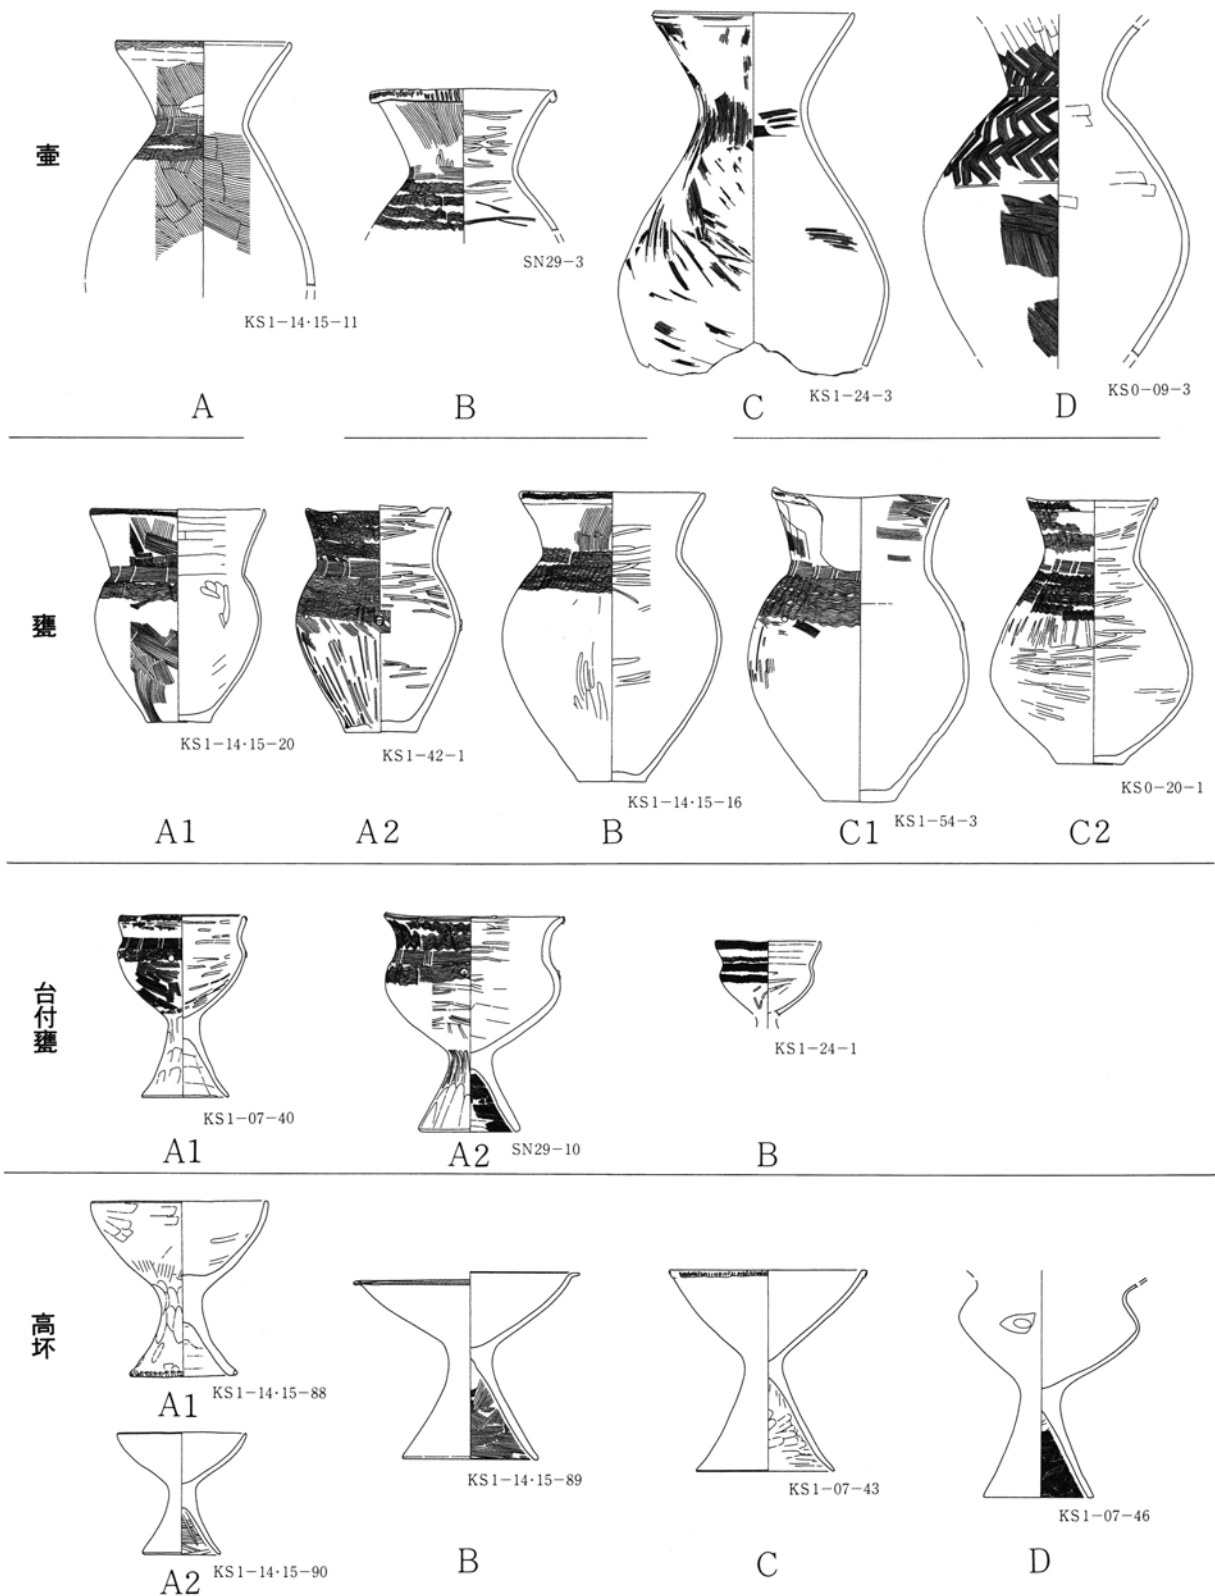 壷
KS1-14·15-11
A
SN29-3
B
KS1-24-3
C
KS0-09-3
D
甕
KS1-14·15-20
A1
KS1-42-1
A2
KS1-14·15-16
B
KS1-54-3
C1
KS0-20-1
C2
台付甕
KS1-07-40
A1
SN29-10
A2
KS1-24-1
B
高坏
KS1-14·15-88
A1
KS1-14·15-90
A2
KS1-14·15-89
B
KS1-07-43
C
KS1-07-46
D